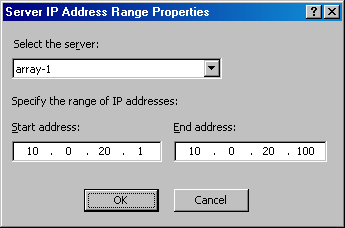 Server IP Address Range Properties
Select the server:
array-1
Specify the range of IP addresses:
Start address: End address:
10 . 0 . 20 . 1 10 . 0 . 20 . 100
OK Cancel